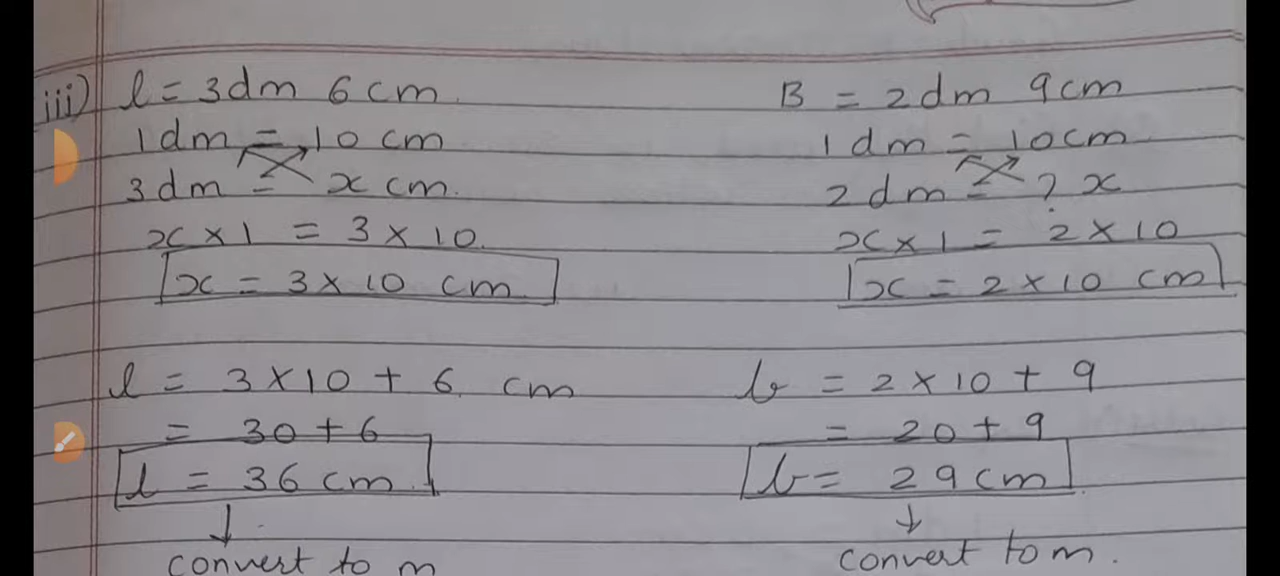 iii) l = 3dm 6cm
1dm = 10 cm
3dm = x cm.
x × 1 = 3 × 10
x = 3 × 10 cm
l = 3 × 10 + 6 cm
= 30 + 6
l = 36 cm
↓
convert to m
B = 2dm 9cm
1dm = 10cm
2dm = ? x
x × 1 = 2 × 10
x = 2 × 10 cm
b = 2 × 10 + 9
= 20 + 9
b = 29cm
↓
convert to m.